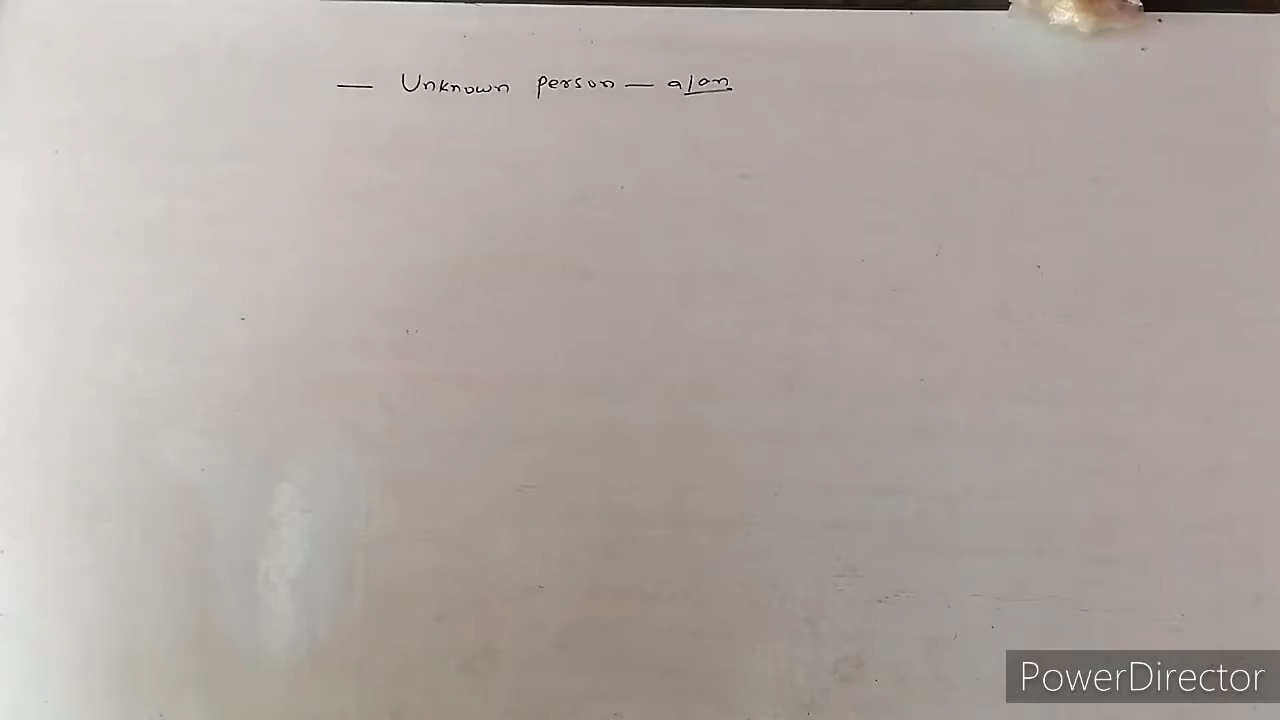 — Unknown person — a/an
PowerDirector